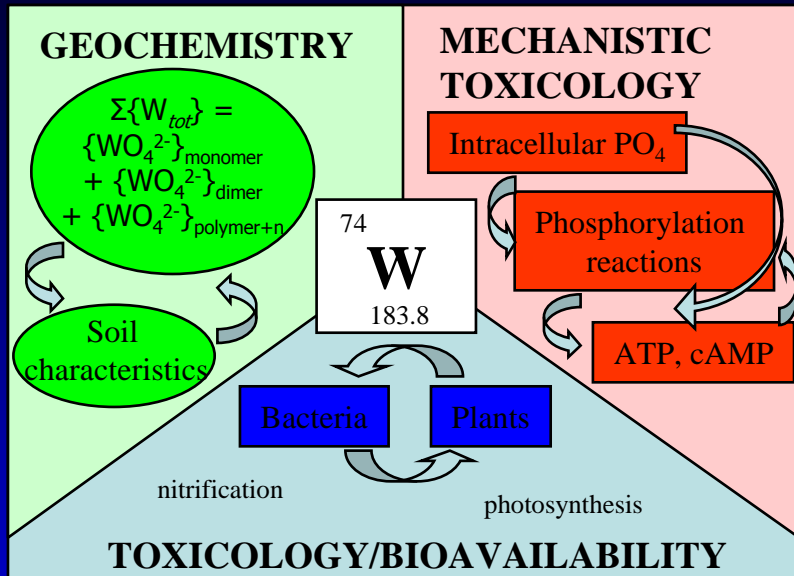 GEOCHEMISTRY
Σ{W_tot} =
{WO₄²⁻}monomer
+ {WO₄²⁻}dimer
+ {WO₄²⁻}polymer+n
Soil
characteristics
MECHANISTIC
TOXICOLOGY
Intracellular PO₄
Phosphorylation
reactions
ATP, cAMP
74
W
183.8
Bacteria
Plants
nitrification
photosynthesis
TOXICOLOGY/BIOAVAILABILITY